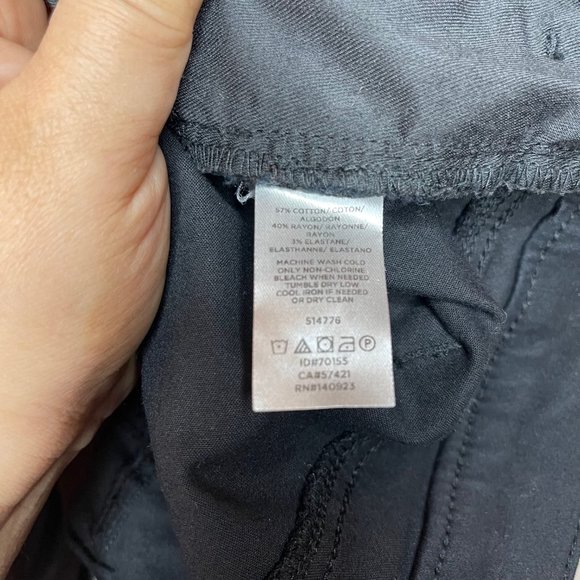 57% COTTON/ COTON/
ALGODON
40% RAYON/ RAYONNE/
RAYON
3% ELASTANE/
ELASTHANNE/ ELASTANO
MACHINE WASH COLD
ONLY NON-CHLORINE
BLEACH WHEN NEEDED
TUMBLE DRY LOW
COOL IRON IF NEEDED
OR DRY CLEAN
514776
ID#70155
CA#57421
RN#140923